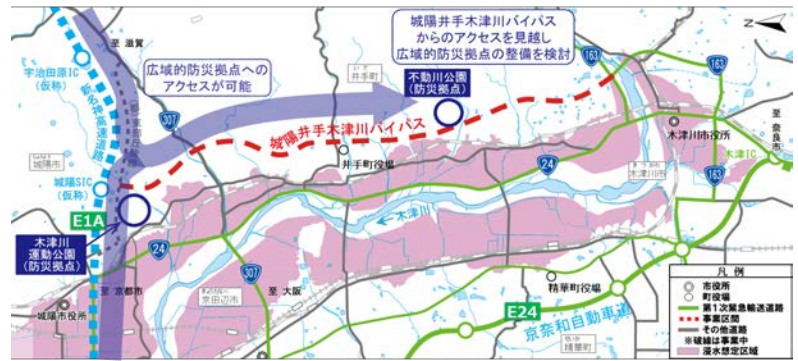 至 滋賀
宇治田原IC
(仮称)
新名神高速道路
307
広域的防災拠点への
アクセスが可能
城陽井手木津川バイパス
からのアクセスを見越し
広域的防災拠点の整備を検討
井手町
不動川公園
(防災拠点)
163
163
N
城陽井手木津川バイパス
城陽市
城陽SIC
(仮称)
E1A
木津川
運動公園
(防災拠点)
井手町役場
24
24
木津川市役所
至 奈良市
木津IC
163
木津川市
木津川
24
307
至 京都市
京田辺市
至 大阪
城陽市役所
精華町役場
E24
京奈和自動車道
精華町
凡 例
市役所
町役場
第1次緊急輸送道路
事業区間
その他道路
※破線は事業中
浸水想定区域